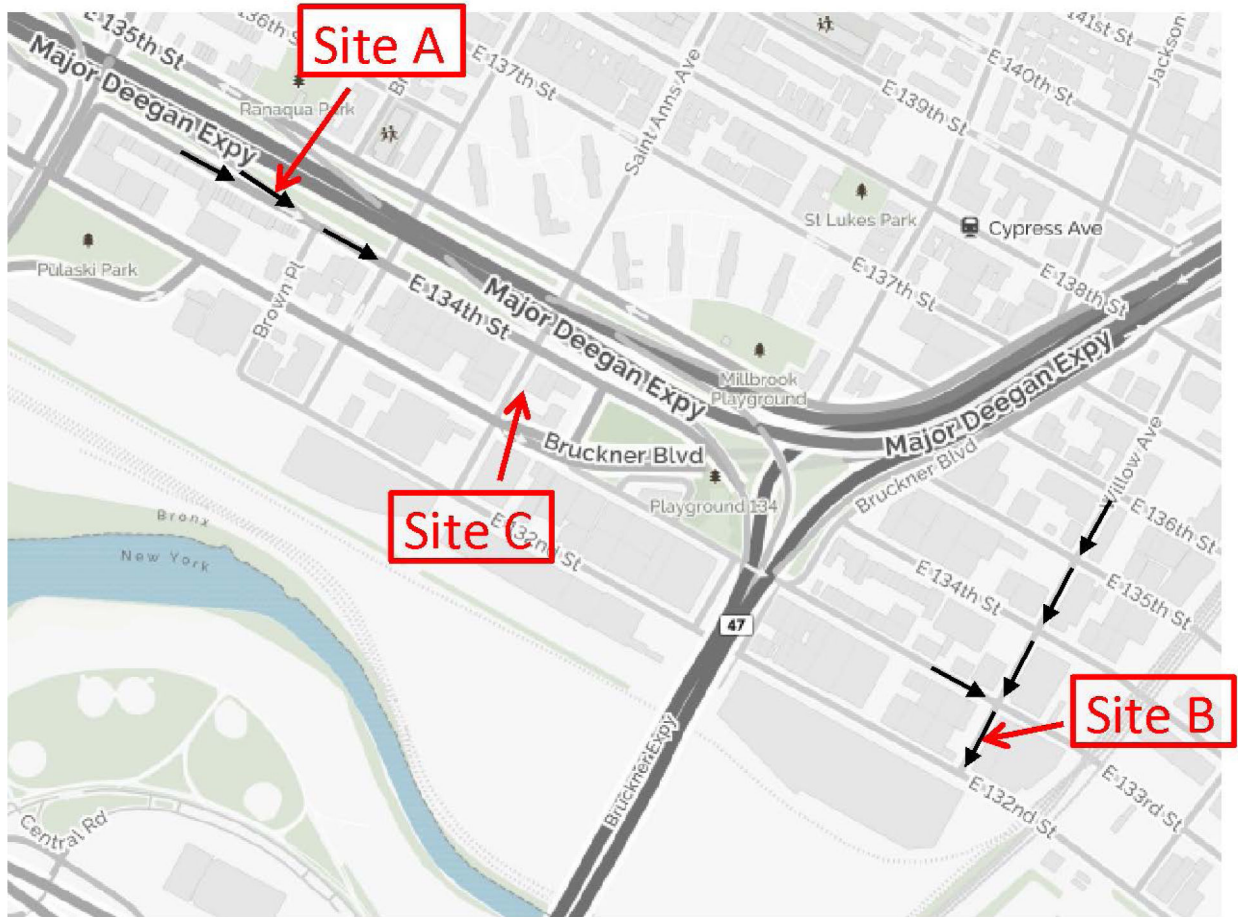 E 135th St
136th
Site A
Major Deegan Expy
Ranaqua Park
E 137th St
Saint Anns Ave
141st St
Jackson
E 140th St
E 139th St
St Lukes Park
Cypress Ave
E 137th St
E 138th St
Pulaski Park
Brown Pl
E 134th St
Major Deegan Expy
Millbrook
Playground
Major Deegan Expy
Bruckner Blvd
Bruckner Blvd
Playground 134
Site C
E 132nd St
Willow Ave
E 136th St
E 135th St
E 134th St
Bronx
New York
47
Site B
E 133rd St
E 132nd St
Bruckner Expy
Central Rd